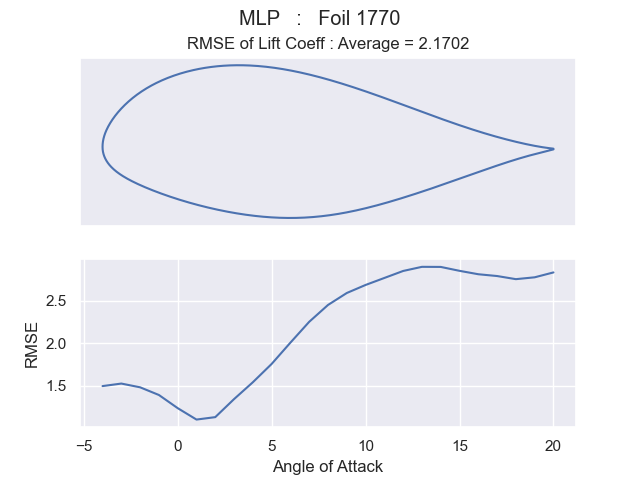 MLP : Foil 1770
RMSE of Lift Coeff : Average = 2.1702
2.5
2.0
1.5
RMSE
−5 0 5 10 15 20
Angle of Attack